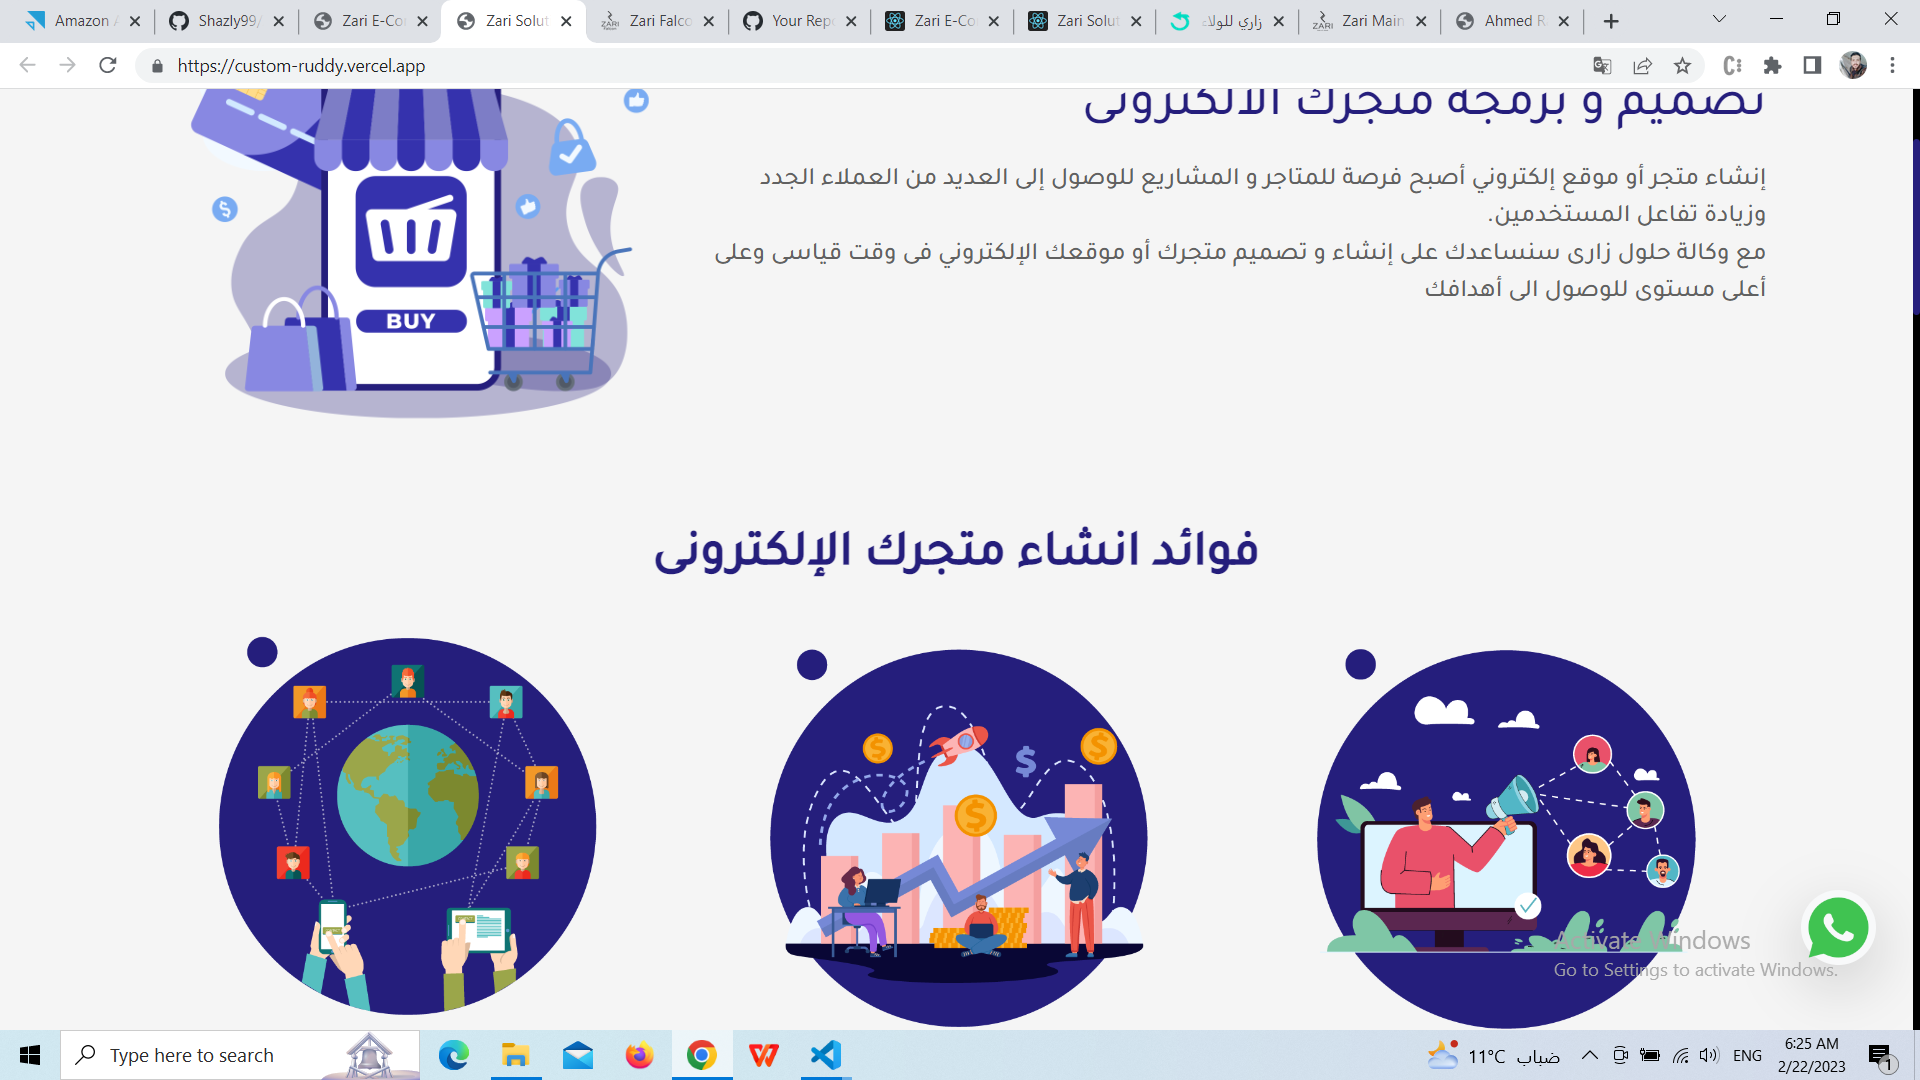 Amazon A
Shazly99/
Zari E-Co
Zari Solut
Zari Falco
Your Repo
Zari E-Co
Zari Solut
زاري للولاء
Zari Main
Ahmed R
https://custom-ruddy.vercel.app
تصميم و برمجة متجرك الالكترونى
إنشاء متجر أو موقع إلكتروني أصبح فرصة للمتاجر و المشاريع للوصول إلى العديد من العملاء الجدد
وزيادة تفاعل المستخدمين.
مع وكالة حلول زارى سنساعدك على إنشاء و تصميم متجرك أو موقعك الإلكتروني فى وقت قياسى وعلى
أعلى مستوى للوصول الى أهدافك
BUY
فوائد انشاء متجرك الإلكترونى
Activate Windows
Go to Settings to activate Windows.
Type here to search
11°C ضباب
ENG
6:25 AM
2/22/2023
1